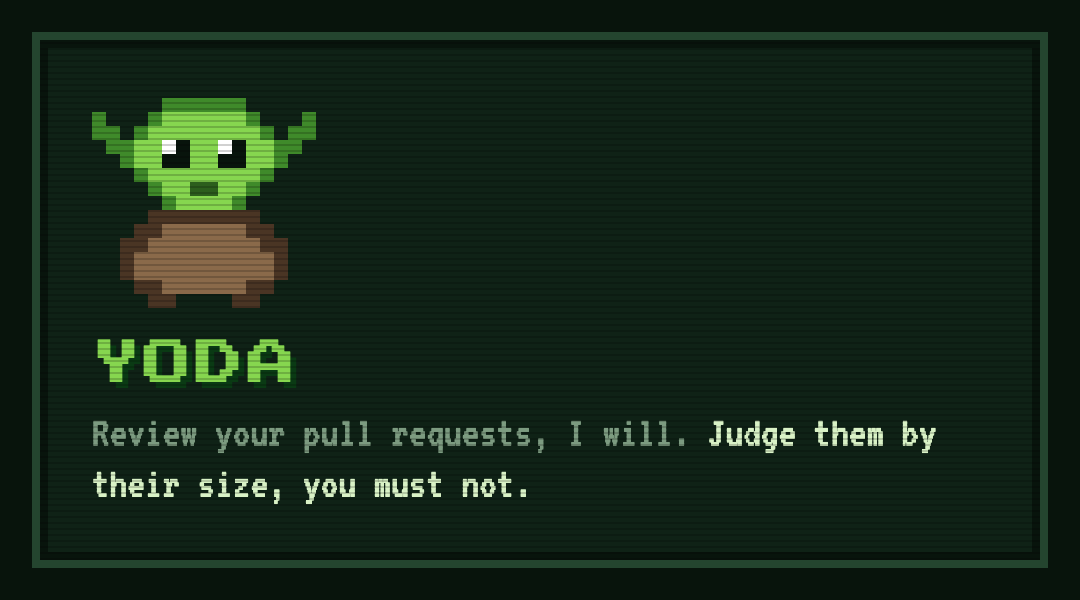 YODA
Review your pull requests, I will. Judge them by
their size, you must not.